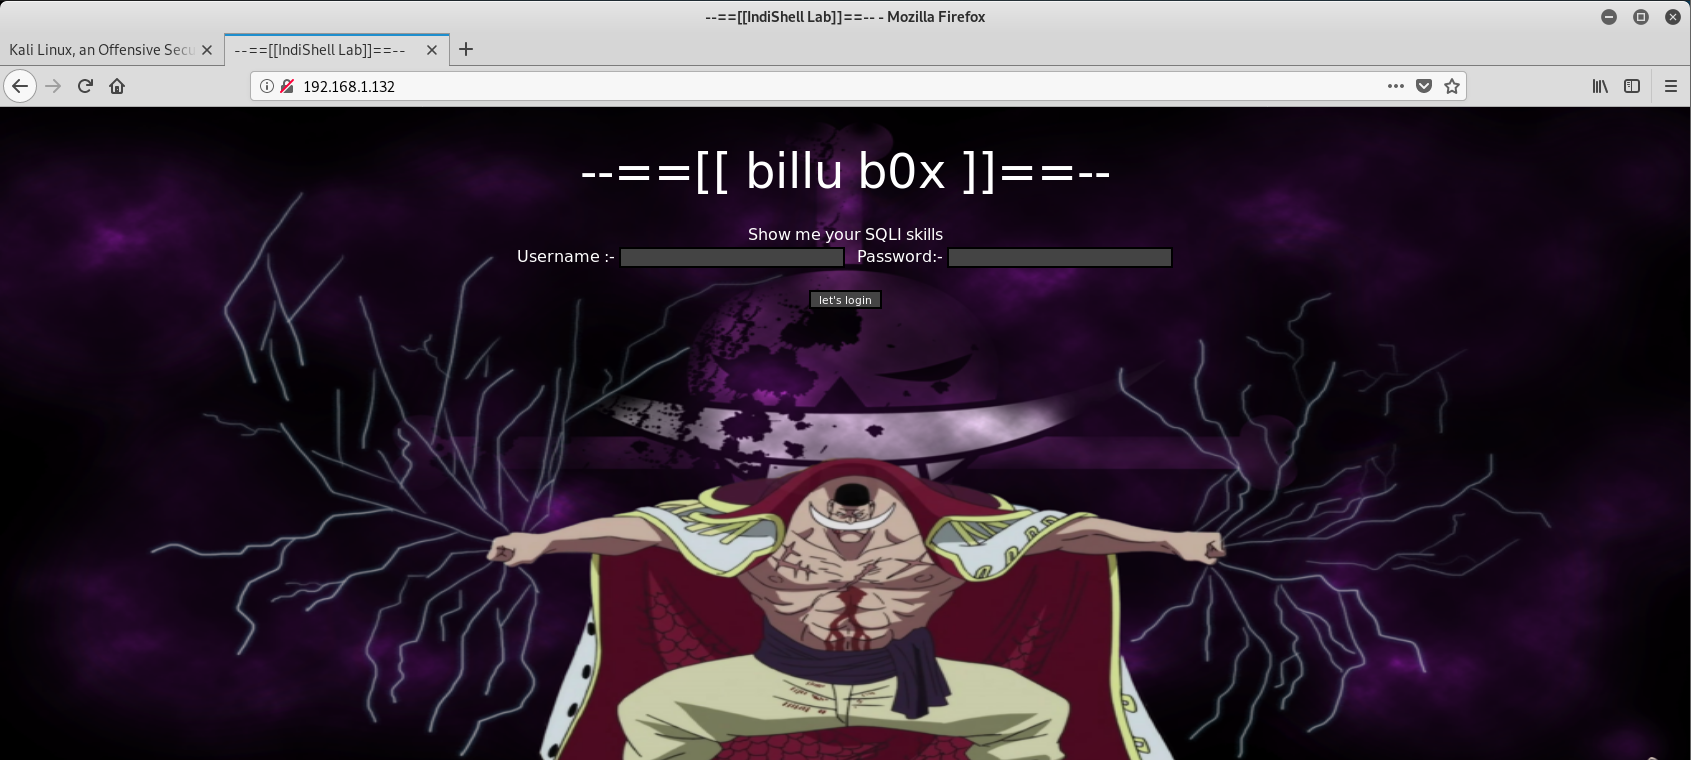 --==[[IndiShell Lab]]==-- - Mozilla Firefox
Kali Linux, an Offensive Secu
--==[[IndiShell Lab]]==--
192.168.1.132
--==[[ billu b0x ]]==--
Show me your SQLI skills
Username :- Password:-
let's login